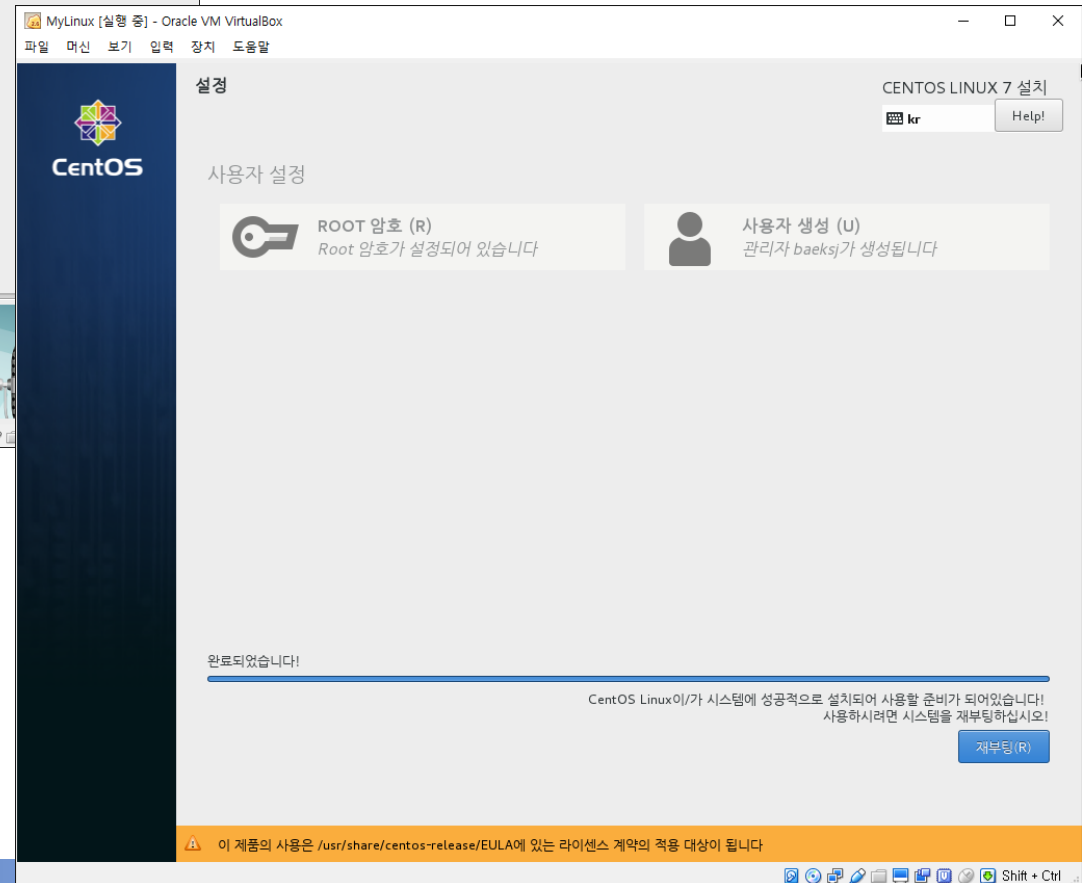 MyLinux [실행 중] - Oracle VM VirtualBox
파일 머신 보기 입력 장치 도움말
설정
CENTOS LINUX 7 설치
kr
Help!
CentOS
사용자 설정
ROOT 암호 (R)
Root 암호가 설정되어 있습니다
사용자 생성 (U)
관리자 baeksj가 생성됩니다
완료되었습니다!
CentOS Linux이/가 시스템에 성공적으로 설치되어 사용할 준비가 되어있습니다!
사용하시려면 시스템을 재부팅하십시오!
재부팅(R)
이 제품의 사용은 /usr/share/centos-release/EULA에 있는 라이센스 계약의 적용 대상이 됩니다
Shift + Ctrl